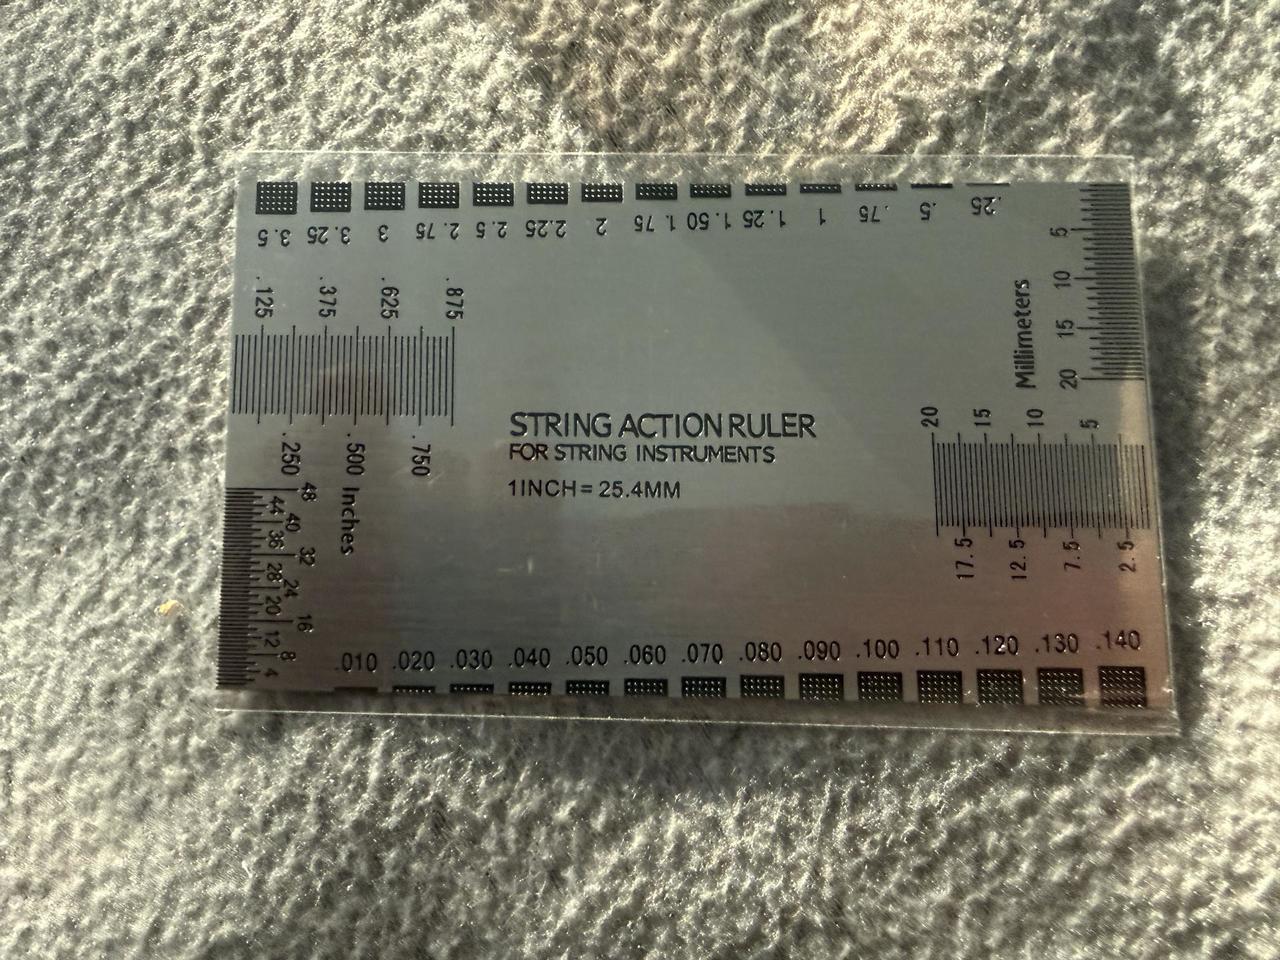 3.5 3.25 3 2.75 2.5 2.25 2 1.75 1.50 1.25 1 .75 .5 .25
.125 .375 .625 .875
.250 .500 .750
Inches
48 44 40 36 32 28 24 20 16 12 8 4
STRING ACTION RULER
FOR STRING INSTRUMENTS
1INCH = 25.4MM
5 10 15 20
Millimeters
20 15 10 5
17.5 12.5 7.5 2.5
.010 .020 .030 .040 .050 .060 .070 .080 .090 .100 .110 .120 .130 .140